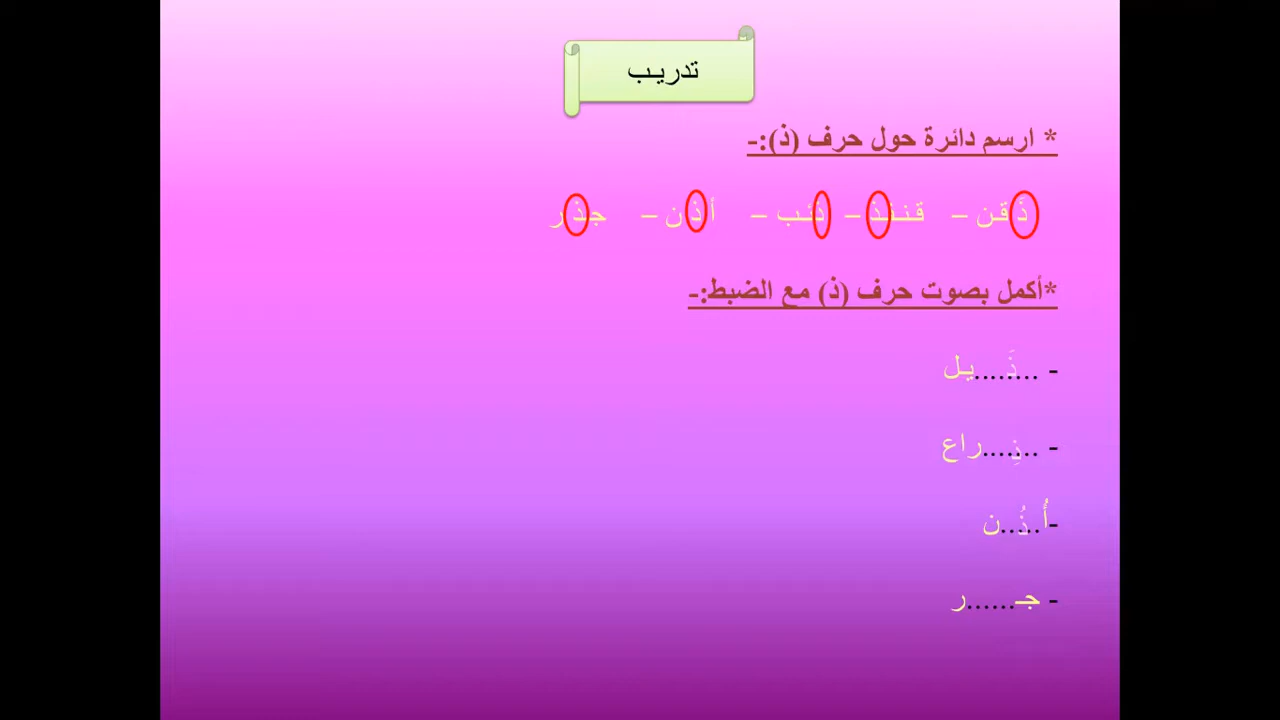 تدريب
* ارسم دائرة حول حرف (ذ):-
ذَقن – قنفذ – ذئب – أذن – جذر
*أكمل بصوت حرف (ذ) مع الضبط:-
- ...ذَ.....يل
- ...ذِ....راع
-أُ..ذُ...ن
- جـ......ر